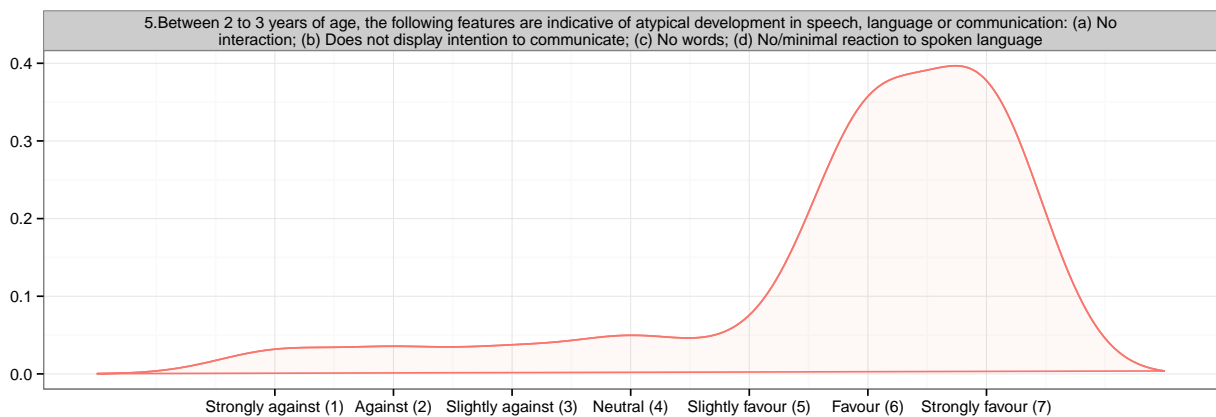 5.Between 2 to 3 years of age, the following features are indicative of atypical development in speech, language or communication: (a) No
interaction; (b) Does not display intention to communicate; (c) No words; (d) No/minimal reaction to spoken language
0.4
0.3
0.2
0.1
0.0
Strongly against (1) Against (2) Slightly against (3) Neutral (4) Slightly favour (5) Favour (6) Strongly favour (7)